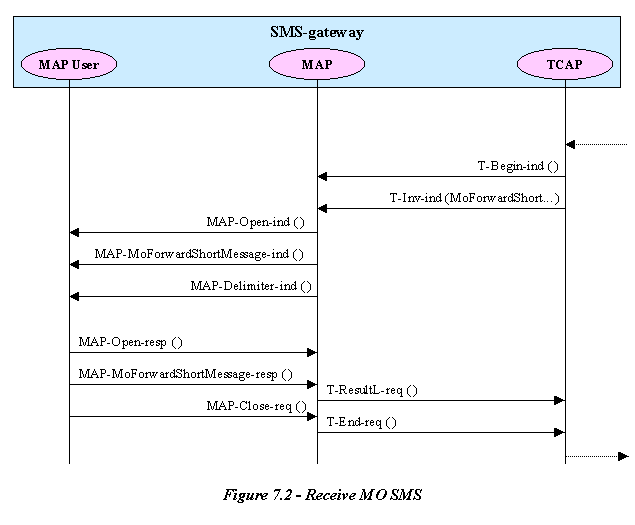 SMS-gateway
MAP User
MAP
TCAP
T-Begin-ind ()
T-Inv-ind (MoForwardShort...)
MAP-Open-ind ()
MAP-MoForwardShortMessage-ind ()
MAP-Delimiter-ind ()
MAP-Open-resp ()
MAP-MoForwardShortMessage-resp ()
T-ResultL-req ()
MAP-Close-req ()
T-End-req ()
Figure 7.2 - Receive MO SMS